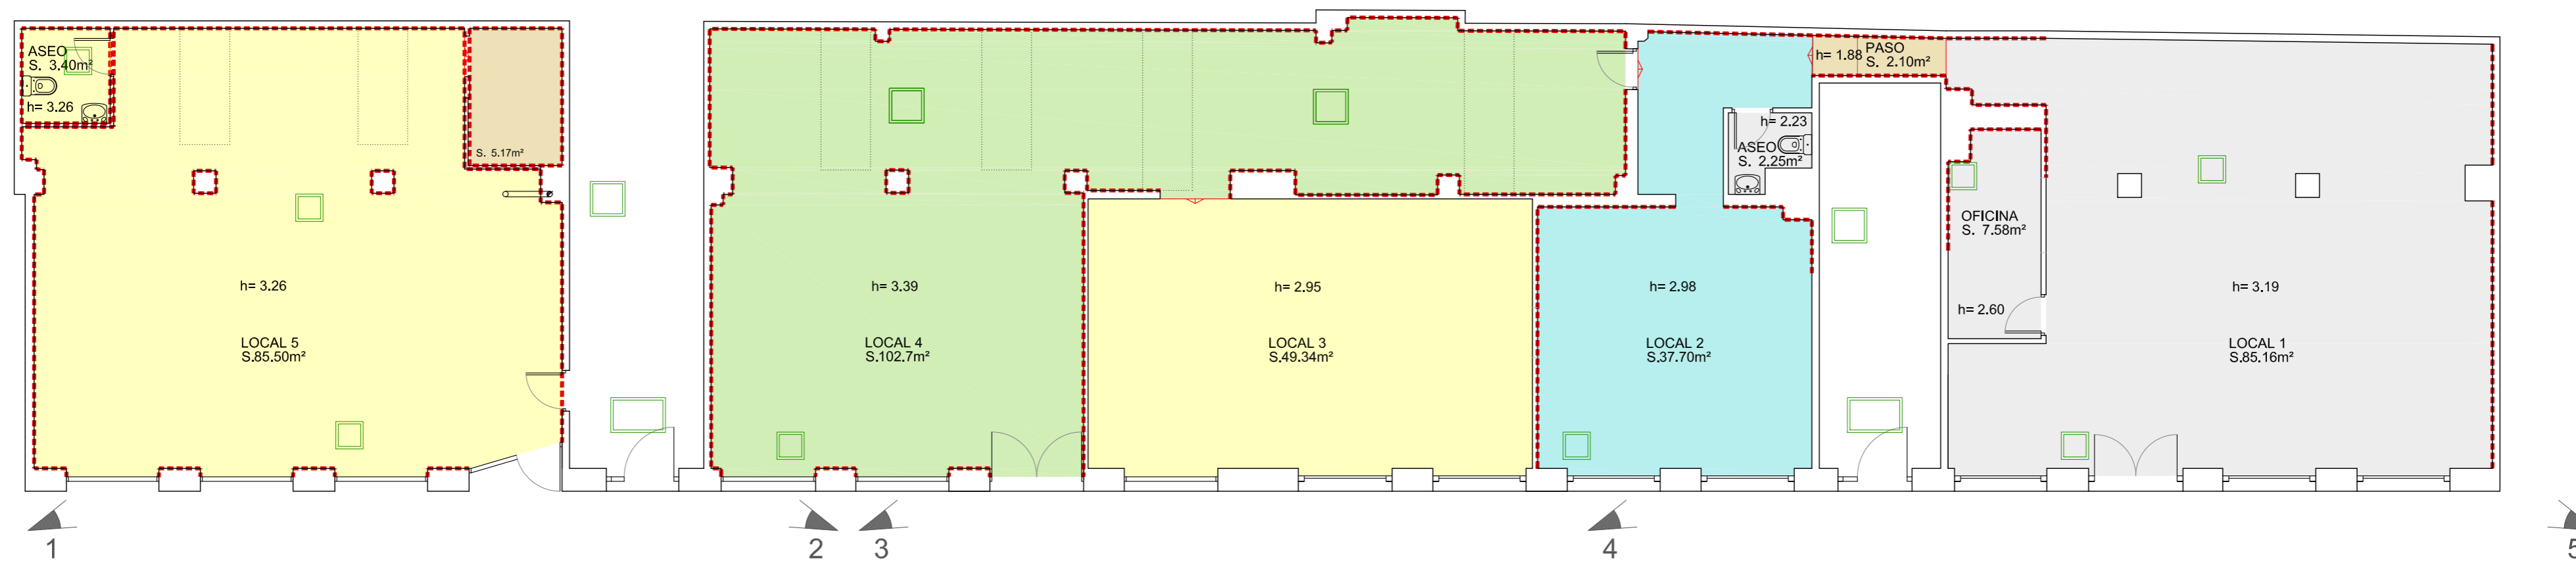 ASEO
S. 3.40m²
h= 3.26
S. 5.17m²
h= 3.26
LOCAL 5
S.85.50m²
h= 3.39
LOCAL 4
S.102.7m²
h= 2.95
LOCAL 3
S.49.34m²
h= 2.98
LOCAL 2
S.37.70m²
h= 2.23
ASEO
S. 2.25m²
h= 1.88
PASO
S. 2.10m²
OFICINA
S. 7.58m²
h= 2.60
h= 3.19
LOCAL 1
S.85.16m²
1
2
3
4
5